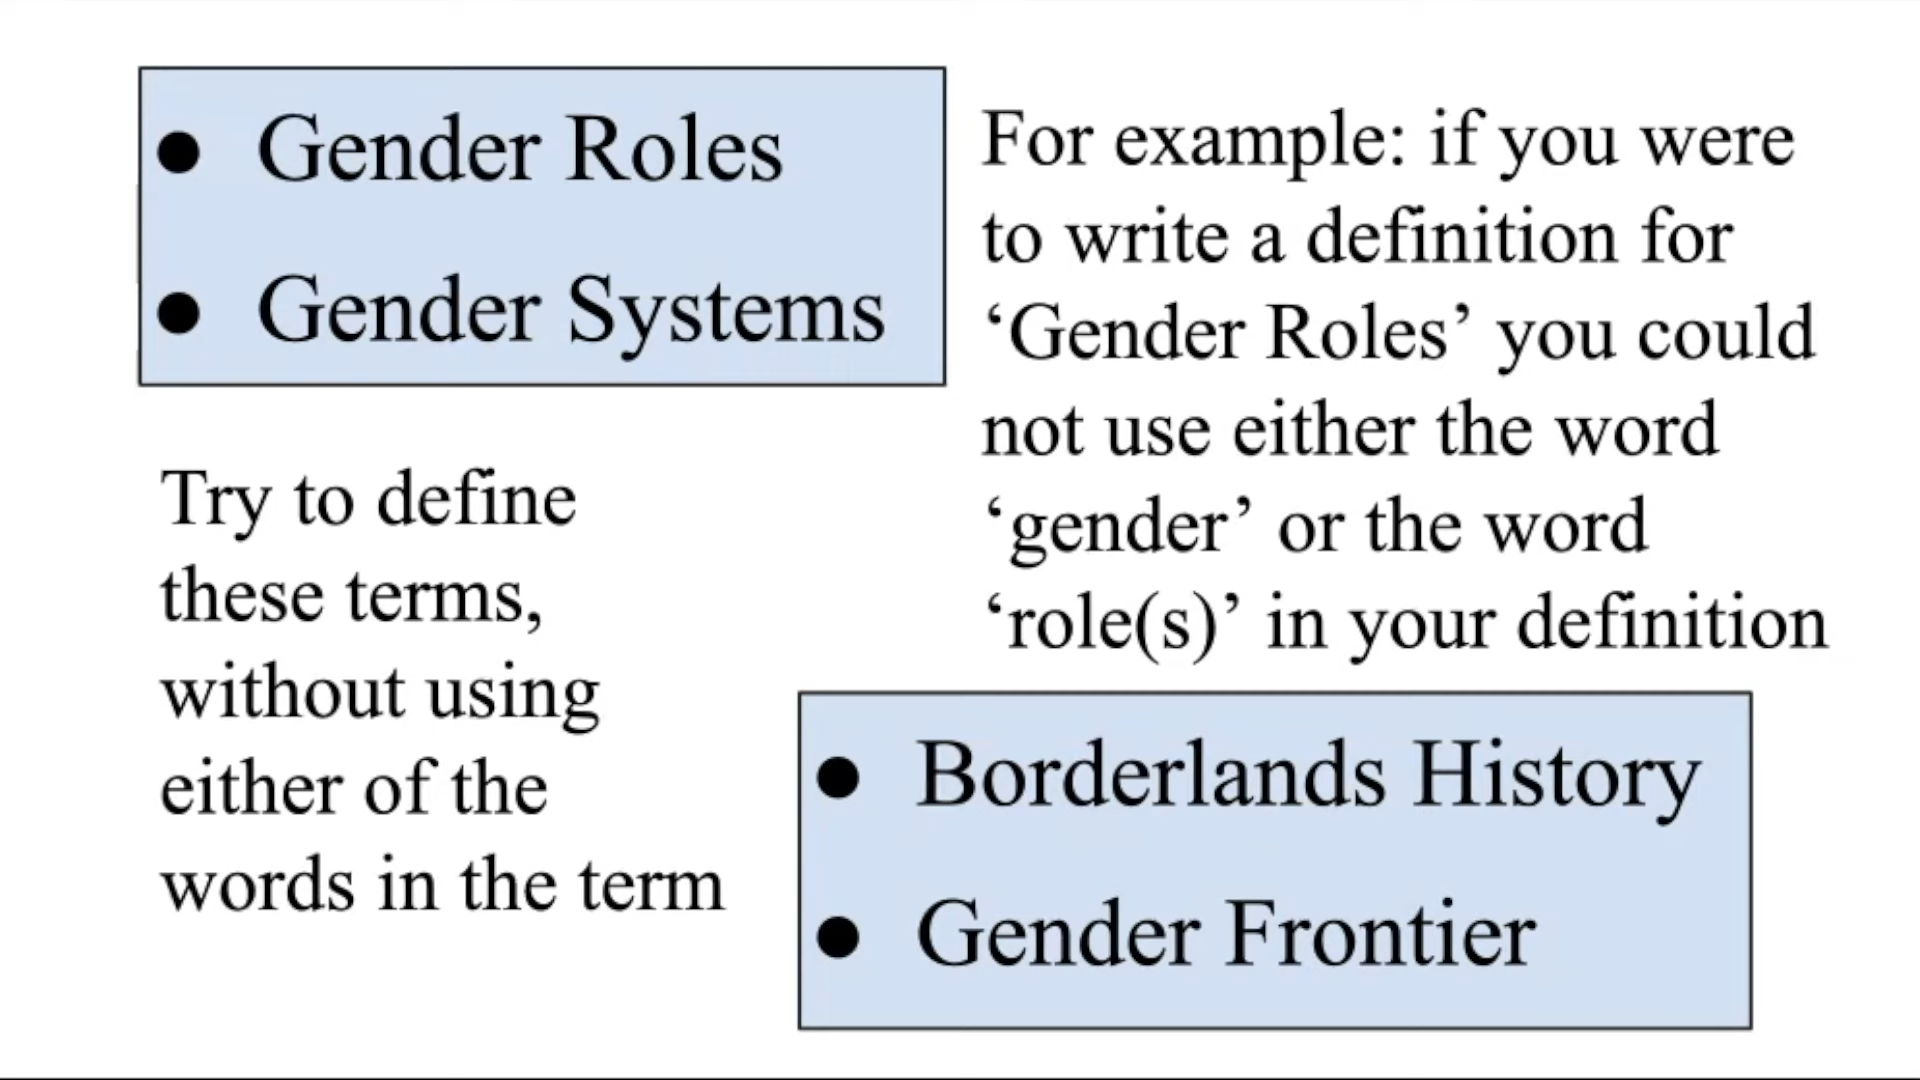 ● Gender Roles
● Gender Systems
For example: if you were
to write a definition for
‘Gender Roles’ you could
not use either the word
‘gender’ or the word
‘role(s)’ in your definition
Try to define
these terms,
without using
either of the
words in the term
● Borderlands History
● Gender Frontier